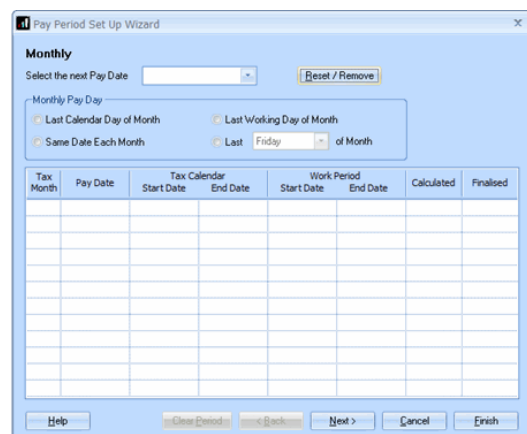 Pay Period Set Up Wizard
Monthly
Select the next Pay Date
Reset / Remove
Monthly Pay Day
Last Calendar Day of Month
Last Working Day of Month
Same Date Each Month
Last Friday of Month
Tax Month Pay Date Tax Calendar Start Date End Date Work Period Start Date End Date Calculated Finalised
Help Clear Period < Back Next > Cancel Finish